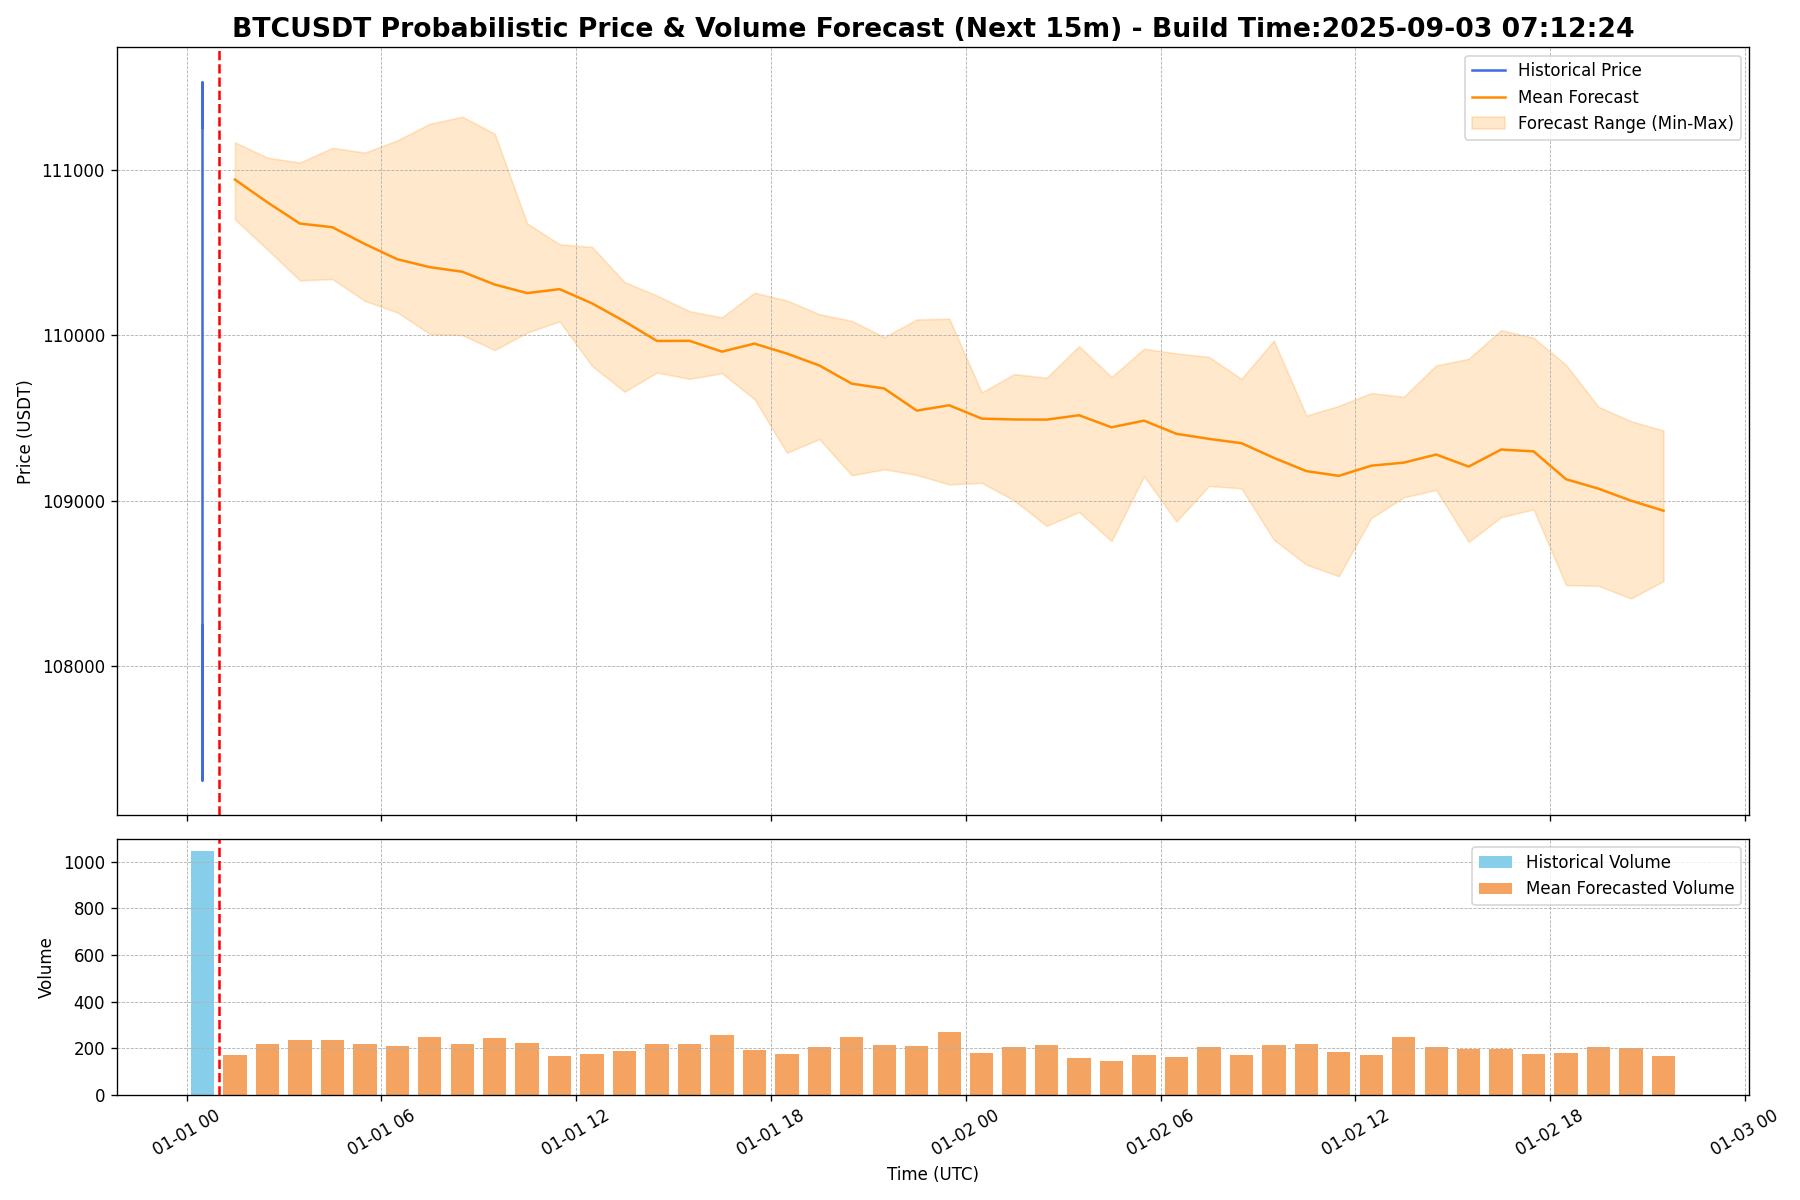 BTCUSDT Probabilistic Price & Volume Forecast (Next 15m) - Build Time:2025-09-03 07:12:24
Historical Price
Mean Forecast
Forecast Range (Min-Max)
111000
110000
109000
108000
Price (USDT)
Historical Volume
Mean Forecasted Volume
1000
800
600
400
200
0
Volume
01-01 00
01-01 06
01-01 12
01-01 18
01-02 00
01-02 06
01-02 12
01-02 18
01-03 00
Time (UTC)